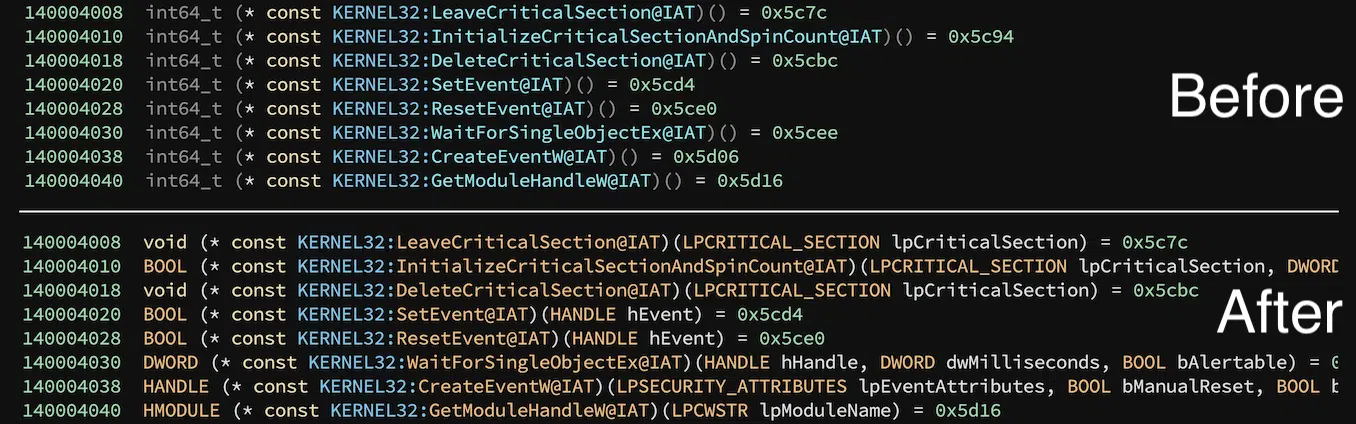 140004008 int64_t (* const KERNEL32:LeaveCriticalSection@IAT)() = 0x5c7c
140004010 int64_t (* const KERNEL32:InitializeCriticalSectionAndSpinCount@IAT)() = 0x5c94
140004018 int64_t (* const KERNEL32:DeleteCriticalSection@IAT)() = 0x5cbc
140004020 int64_t (* const KERNEL32:SetEvent@IAT)() = 0x5cd4
140004028 int64_t (* const KERNEL32:ResetEvent@IAT)() = 0x5ce0
140004030 int64_t (* const KERNEL32:WaitForSingleObjectEx@IAT)() = 0x5cee
140004038 int64_t (* const KERNEL32:CreateEventW@IAT)() = 0x5d06
140004040 int64_t (* const KERNEL32:GetModuleHandleW@IAT)() = 0x5d16
Before
140004008 void (* const KERNEL32:LeaveCriticalSection@IAT)(LPCRITICAL_SECTION lpCriticalSection) = 0x5c7c
140004010 BOOL (* const KERNEL32:InitializeCriticalSectionAndSpinCount@IAT)(LPCRITICAL_SECTION lpCriticalSection, DWORD
140004018 void (* const KERNEL32:DeleteCriticalSection@IAT)(LPCRITICAL_SECTION lpCriticalSection) = 0x5cbc
140004020 BOOL (* const KERNEL32:SetEvent@IAT)(HANDLE hEvent) = 0x5cd4
140004028 BOOL (* const KERNEL32:ResetEvent@IAT)(HANDLE hEvent) = 0x5ce0
140004030 DWORD (* const KERNEL32:WaitForSingleObjectEx@IAT)(HANDLE hHandle, DWORD dwMilliseconds, BOOL bAlertable) =
140004038 HANDLE (* const KERNEL32:CreateEventW@IAT)(LPSECURITY_ATTRIBUTES lpEventAttributes, BOOL bManualReset, BOOL b
140004040 HMODULE (* const KERNEL32:GetModuleHandleW@IAT)(LPCWSTR lpModuleName) = 0x5d16
After